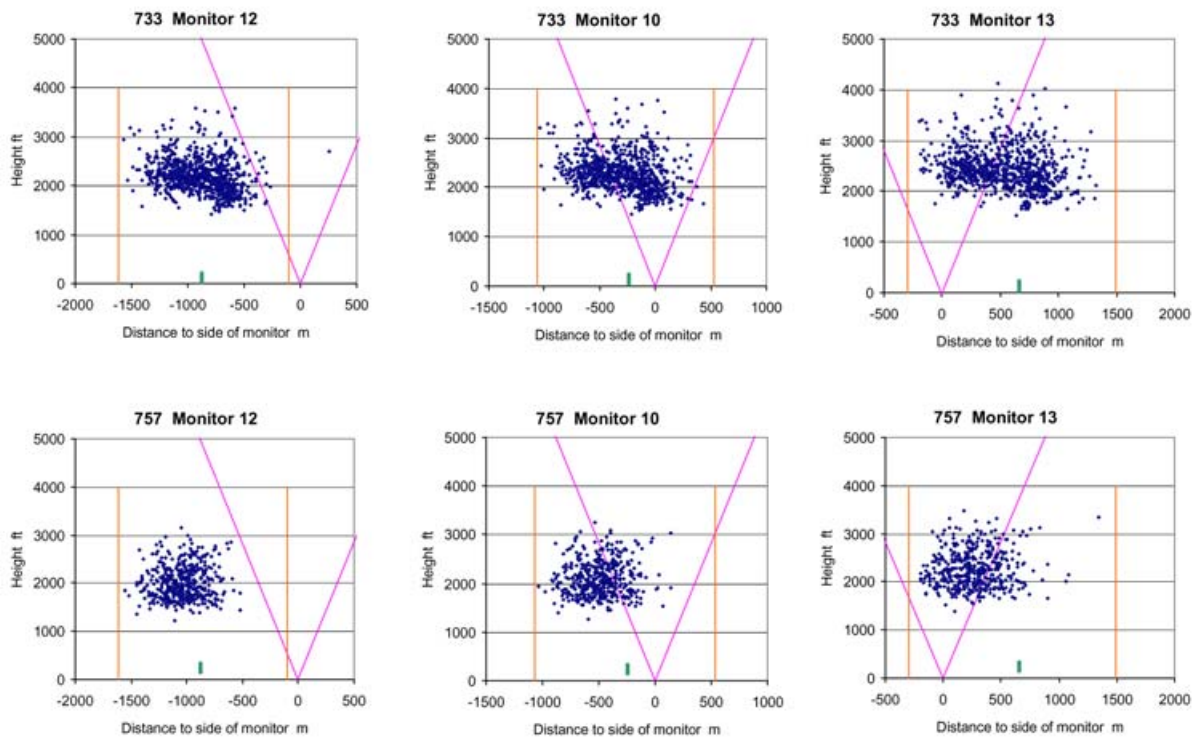 733 Monitor 12
733 Monitor 10
733 Monitor 13
5000
4000
3000
2000
1000
0
Height ft
-2000 -1500 -1000 -500 0 500
Distance to side of monitor m
5000
4000
3000
2000
1000
0
Height ft
-1500 -1000 -500 0 500 1000
Distance to side of monitor m
5000
4000
3000
2000
1000
0
Height ft
-500 0 500 1000 1500 2000
Distance to side of monitor m
757 Monitor 12
757 Monitor 10
757 Monitor 13
5000
4000
3000
2000
1000
0
Height ft
-2000 -1500 -1000 -500 0 500
Distance to side of monitor m
5000
4000
3000
2000
1000
0
Height ft
-1500 -1000 -500 0 500 1000
Distance to side of monitor m
5000
4000
3000
2000
1000
0
Height ft
-500 0 500 1000 1500 2000
Distance to side of monitor m